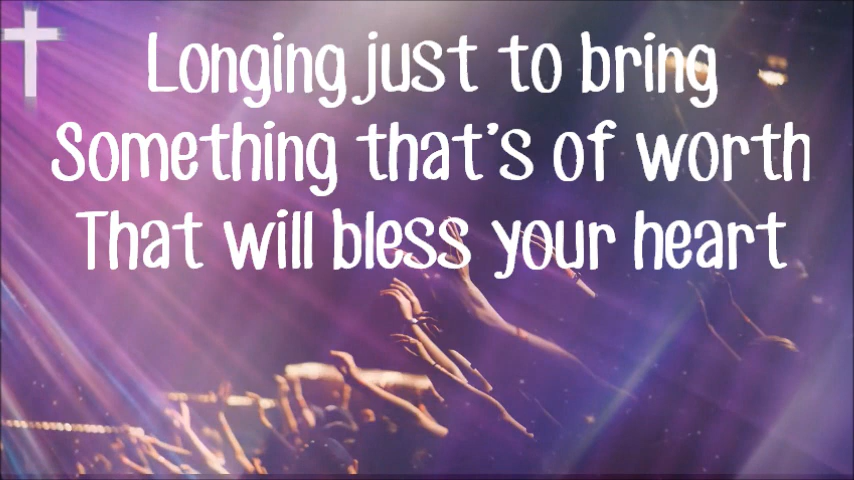 Longing just to bring
Something that's of worth
That will bless your heart